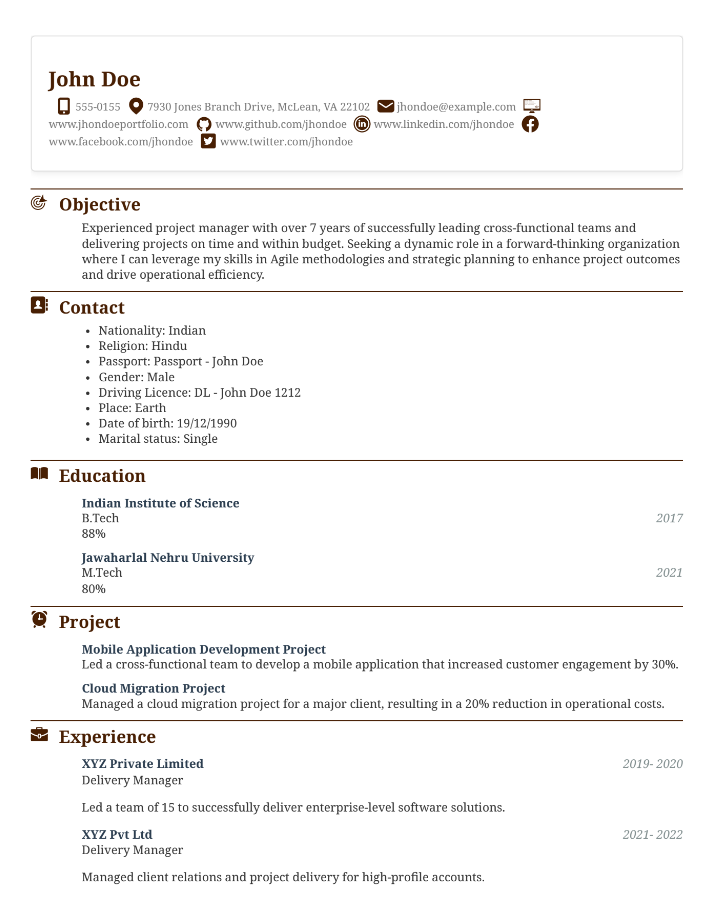 John Doe
555-0155 7930 Jones Branch Drive, McLean, VA 22102 jhondoe@example.com
www.jhondoeportfolio.com www.github.com/jhondoe www.linkedin.com/jhondoe
www.facebook.com/jhondoe www.twitter.com/jhondoe
Objective
Experienced project manager with over 7 years of successfully leading cross-functional teams and
delivering projects on time and within budget. Seeking a dynamic role in a forward-thinking organization
where I can leverage my skills in Agile methodologies and strategic planning to enhance project outcomes
and drive operational efficiency.
Contact
• Nationality: Indian
• Religion: Hindu
• Passport: Passport - John Doe
• Gender: Male
• Driving Licence: DL - John Doe 1212
• Place: Earth
• Date of birth: 19/12/1990
• Marital status: Single
Education
Indian Institute of Science
B.Tech 2017
88%
Jawaharlal Nehru University
M.Tech 2021
80%
Project
Mobile Application Development Project
Led a cross-functional team to develop a mobile application that increased customer engagement by 30%.
Cloud Migration Project
Managed a cloud migration project for a major client, resulting in a 20% reduction in operational costs.
Experience
XYZ Private Limited 2019- 2020
Delivery Manager
Led a team of 15 to successfully deliver enterprise-level software solutions.
XYZ Pvt Ltd 2021- 2022
Delivery Manager
Managed client relations and project delivery for high-profile accounts.